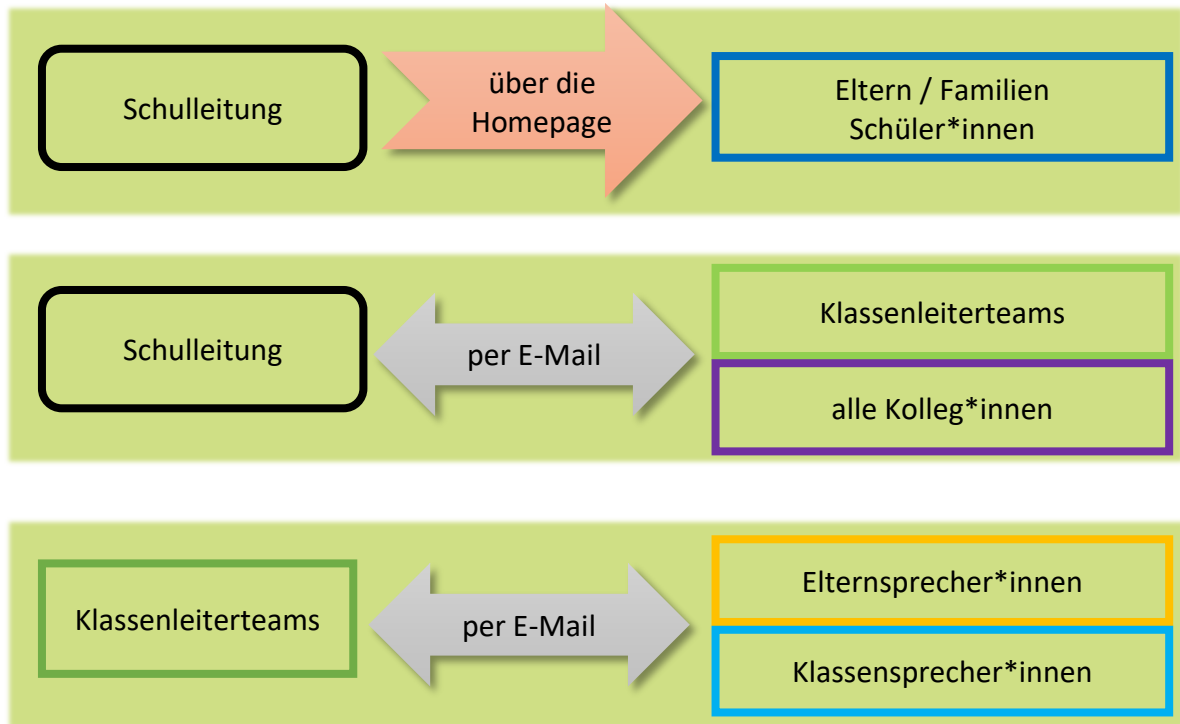 Schulleitung
über die
Homepage
Eltern / Familien
Schüler*innen
Schulleitung
per E-Mail
Klassenleiterteams
alle Kolleg*innen
Klassenleiterteams
per E-Mail
Elternsprecher*innen
Klassensprecher*innen